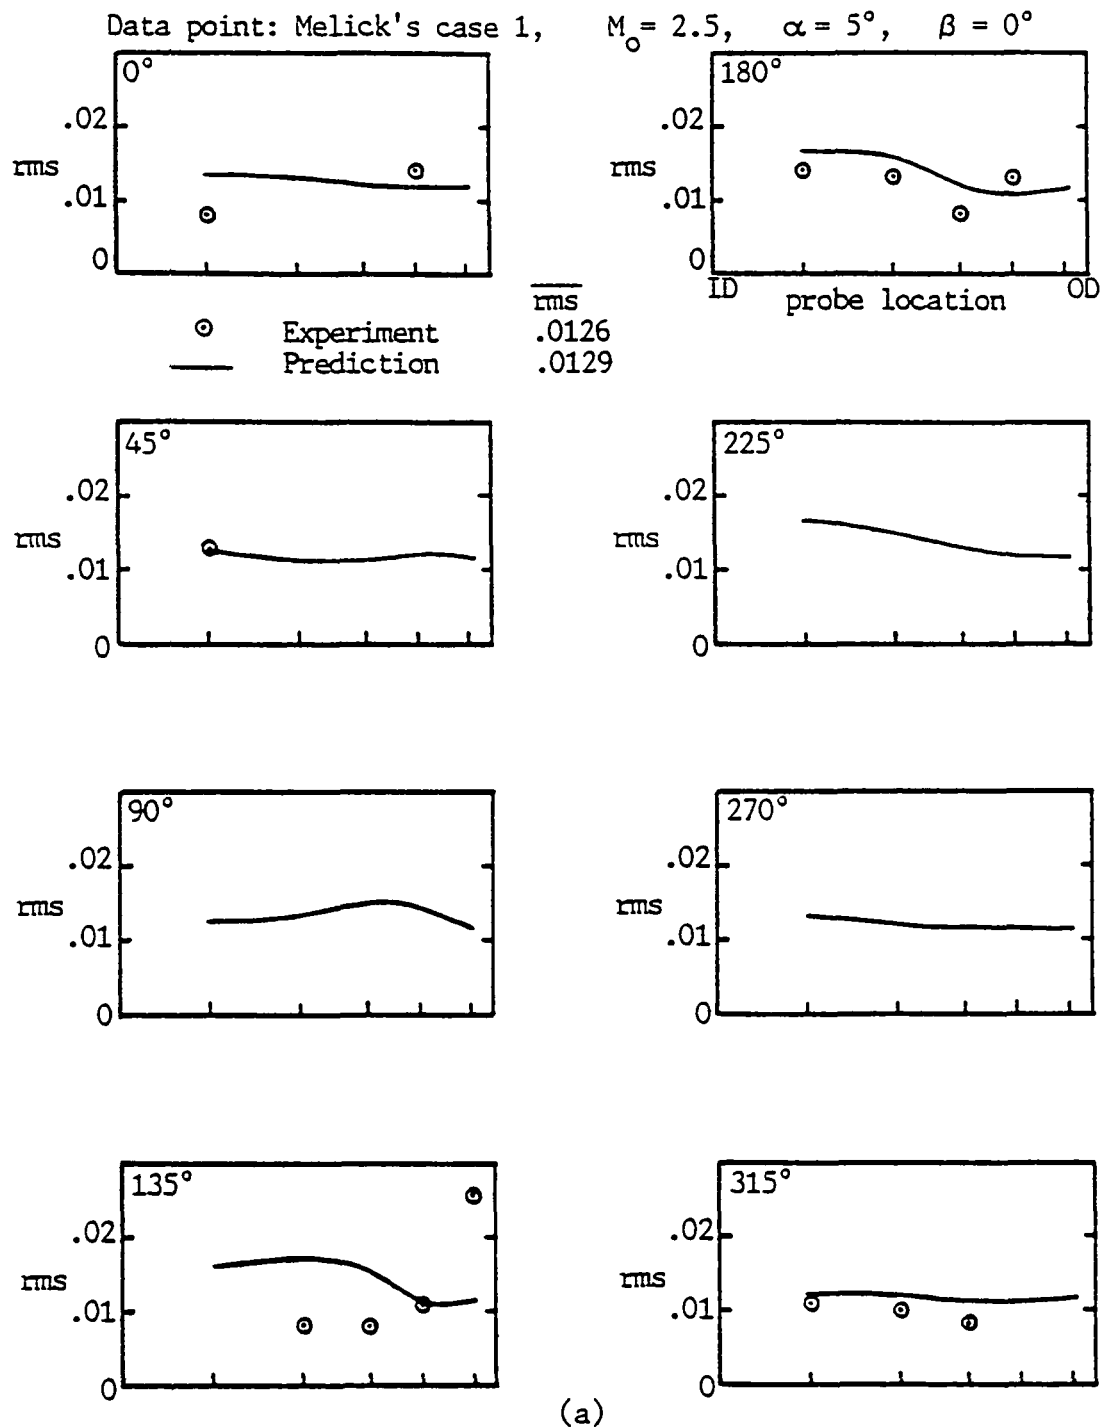 Data point: Melick's case 1, M_o = 2.5, α = 5°, β = 0°
0°
.02
rms
.01
0
180°
.02
rms
.01
0
ID probe location OD
r̅m̅s̅
⊙ Experiment .0126
Prediction .0129
45°
.02
rms
.01
0
225°
.02
rms
.01
0
90°
.02
rms
.01
0
270°
.02
rms
.01
0
135°
.02
rms
.01
0
315°
.02
rms
.01
0
(a)